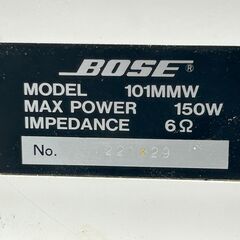 BOSE®
MODEL 101MMW
MAX POWER 150W
IMPEDANCE 6Ω
No.